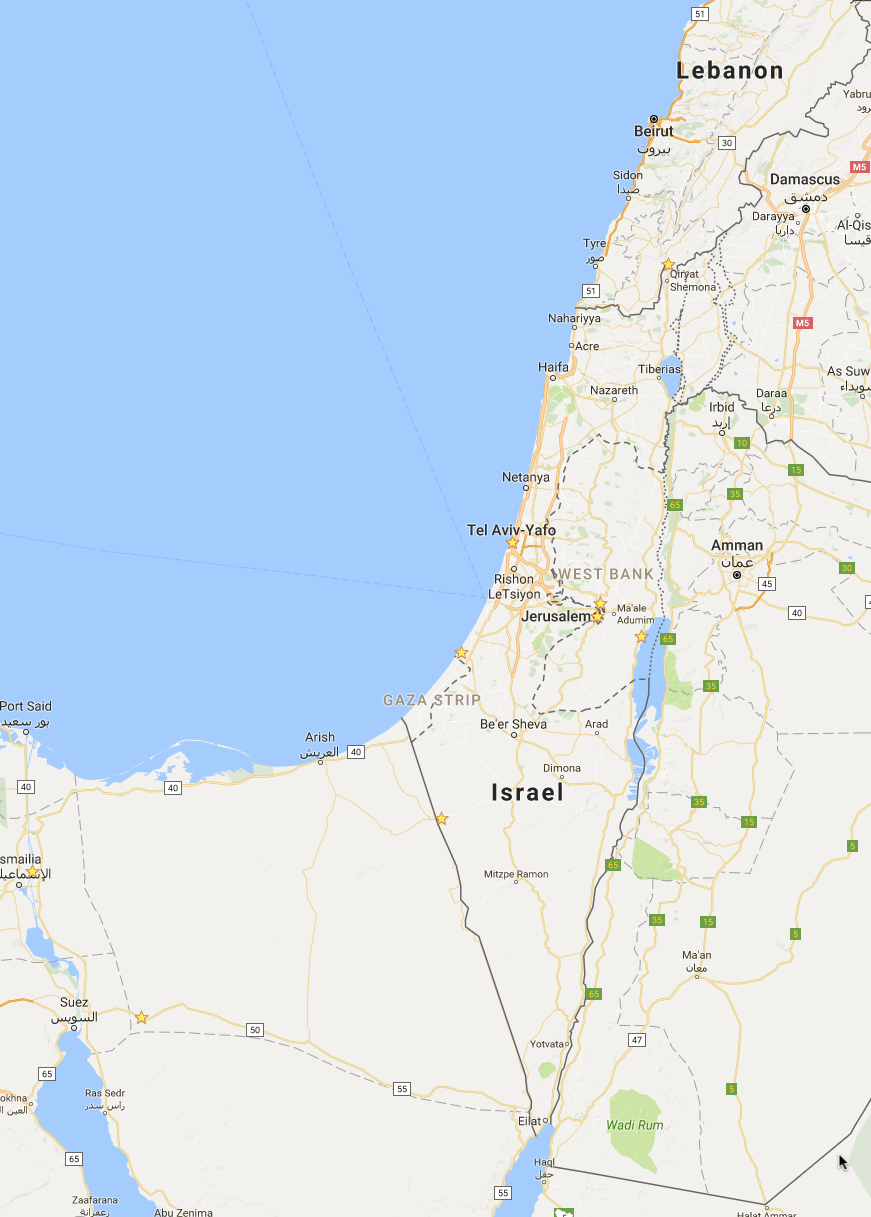 51
Lebanon
Yabru
Beirut
بيروت
30
M5
Damascus
دمشق
Sidon
صيدا
Darayya
داريا
Al-Qis
Tyre
صور
Qiryat
Shemona
51
Nahariyya
M5
Acre
Haifa
Tiberias
As Suw
Nazareth
Daraa
درعا
Irbid
إربد
10
15
Netanya
35
65
Tel Aviv-Yafo
Amman
عمان
30
Rishon
LeTsiyon
WEST BANK
45
Jerusalem
Ma'ale
Adumim
40
65
35
GAZA STRIP
Port Said
بور سعيد
Be'er Sheva
Arad
Arish
العريش
40
Dimona
40
40
Israel
35
15
5
smailia
65
Mitzpe Ramon
35
15
5
Ma'an
معان
Suez
السويس
65
50
Yotvata
47
65
55
5
Ras Sedr
راس سدر
okhna
Eilat
Wadi Rum
65
Haql
حقل
55
Zaafarana
زعفرانة
Abu Zenima
Halat Ammar